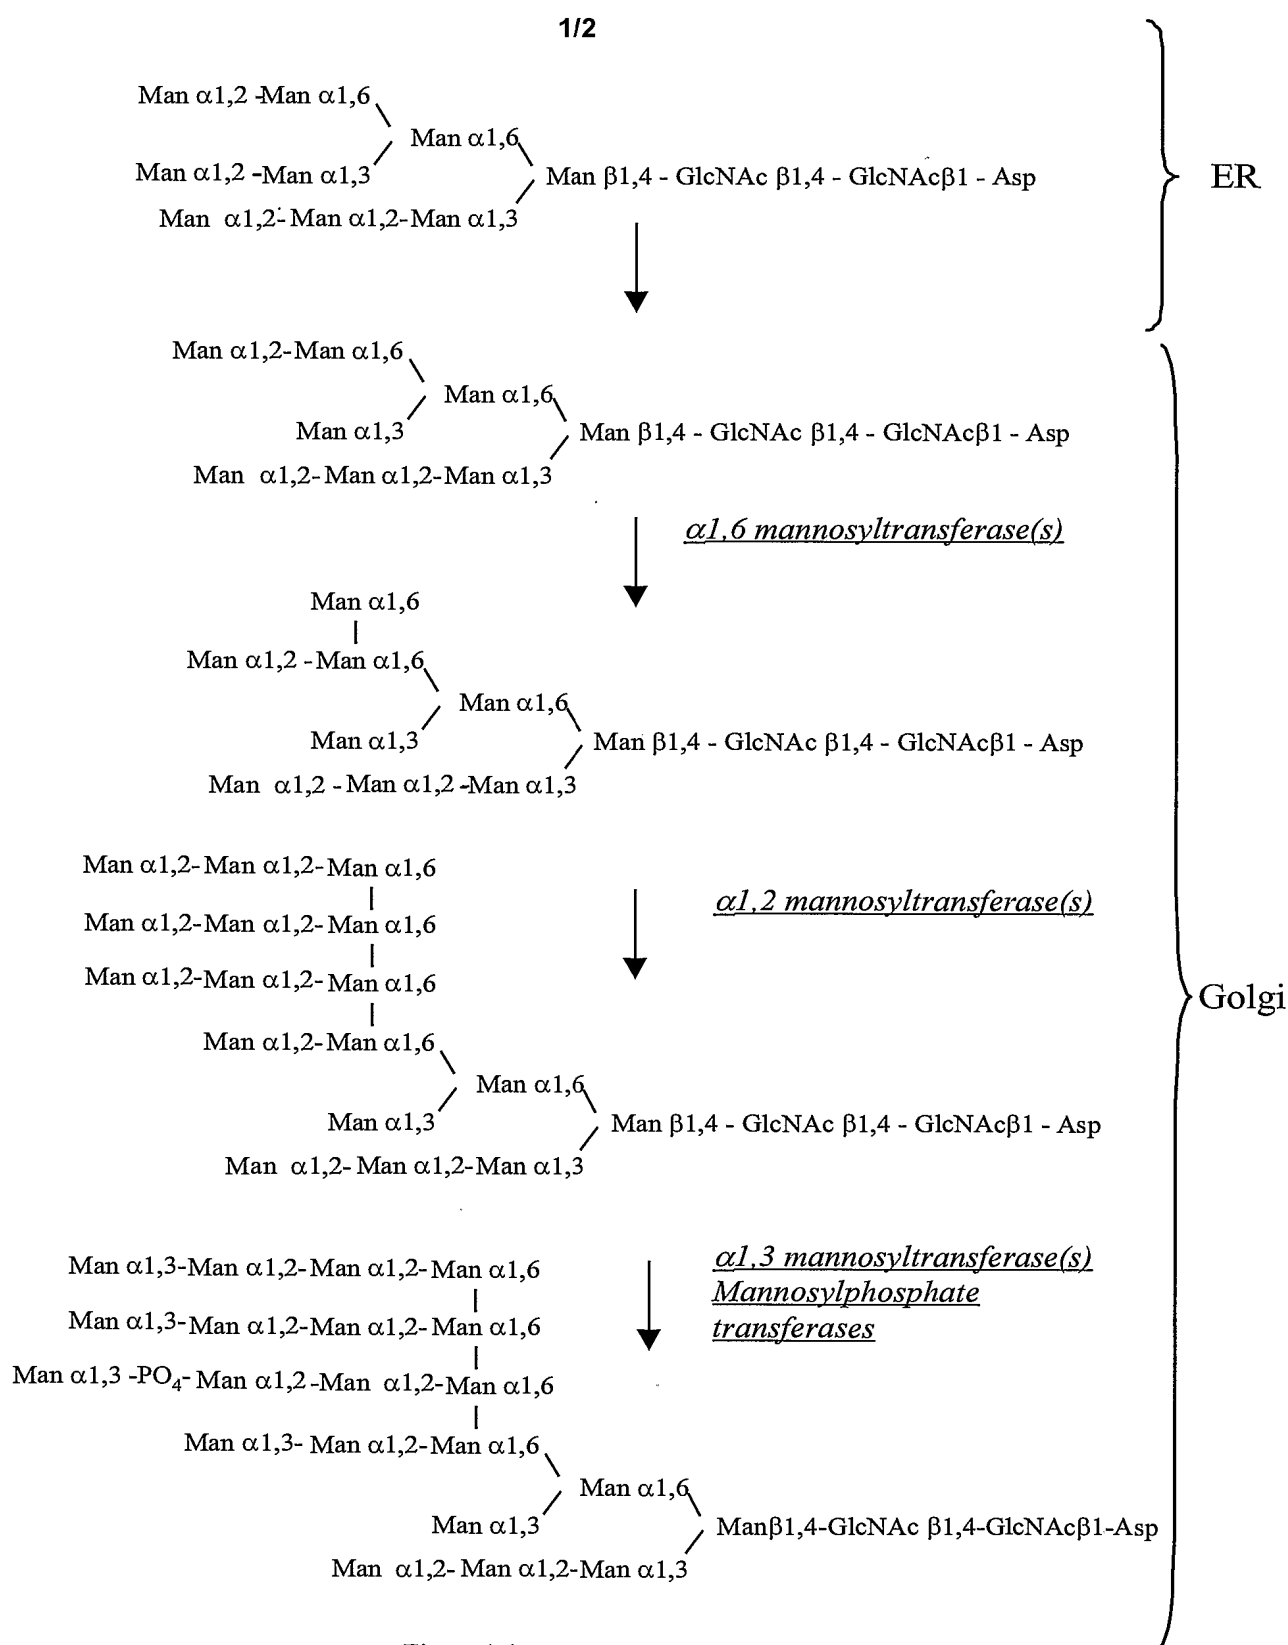 1/2
Man α1,2 -Man α1,6
Man α1,6
ER
Man α1,2 -Man α1,3
Man β1,4 - GlcNAc β1,4 - GlcNAcβ1 - Asp
Man α1,2- Man α1,2-Man α1,3
Man α1,2-Man α1,6
Man α1,6
Man α1,3
Man β1,4 - GlcNAc β1,4 - GlcNAcβ1 - Asp
Man α1,2-Man α1,2-Man α1,3
α1,6 mannosyltransferase(s)
Man α1,6
Man α1,2 -Man α1,6
Man α1,6
Man α1,3
Man β1,4 - GlcNAc β1,4 - GlcNAcβ1 - Asp
Man α1,2 -Man α1,2 -Man α1,3
Man α1,2-Man α1,2-Man α1,6
α1,2 mannosyltransferase(s)
Man α1,2-Man α1,2-Man α1,6
Man α1,2-Man α1,2-Man α1,6
Golgi
Man α1,2-Man α1,6
Man α1,6
Man α1,3
Man β1,4 - GlcNAc β1,4 - GlcNAcβ1 - Asp
Man α1,2- Man α1,2-Man α1,3
α1,3 mannosyltransferase(s)
Mannosylphosphate
transferases
Man α1,3-Man α1,2-Man α1,2-Man α1,6
Man α1,3-Man α1,2-Man α1,2-Man α1,6
Man α1,3 -PO4-Man α1,2-Man α1,2-Man α1,6
Man α1,3- Man α1,2-Man α1,6
Man α1,6
Man α1,3
Manβ1,4-GlcNAc β1,4-GlcNAcβ1-Asp
Man α1,2- Man α1,2-Man α1,3